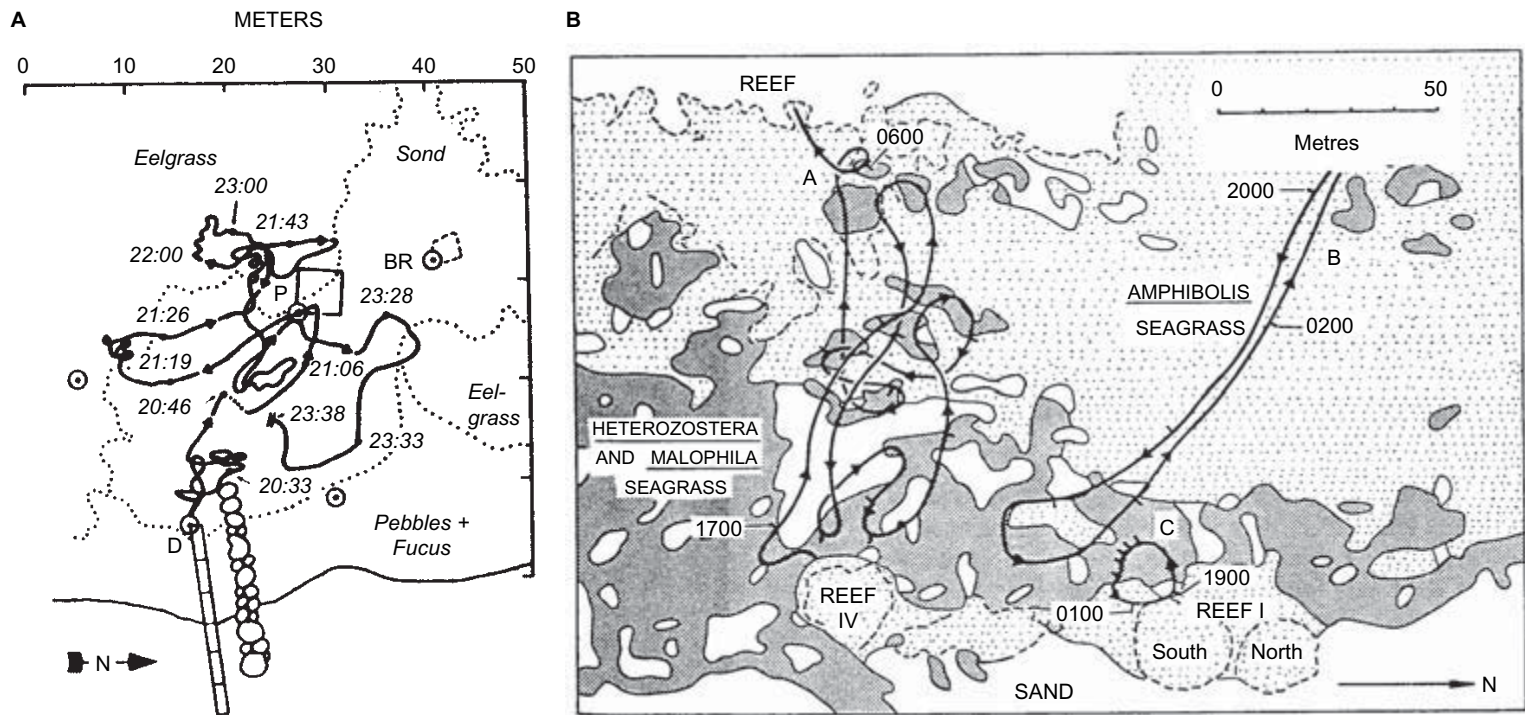 A
METERS
0 10 20 30 40 50
Eelgrass
Sond
23:00
21:43
22:00
BR
P
23:28
21:26
21:19
21:06
20:46
23:38
Eel-
grass
23:33
20:33
Pebbles +
Fucus
D
N
B
REEF
0 50
Metres
0600
A
2000
B
AMPHIBOLIS
SEAGRASS
0200
HETEROZOSTERA
AND MALOPHILA
SEAGRASS
1700
C
1900
0100
REEF I
REEF
IV
South
North
SAND
N